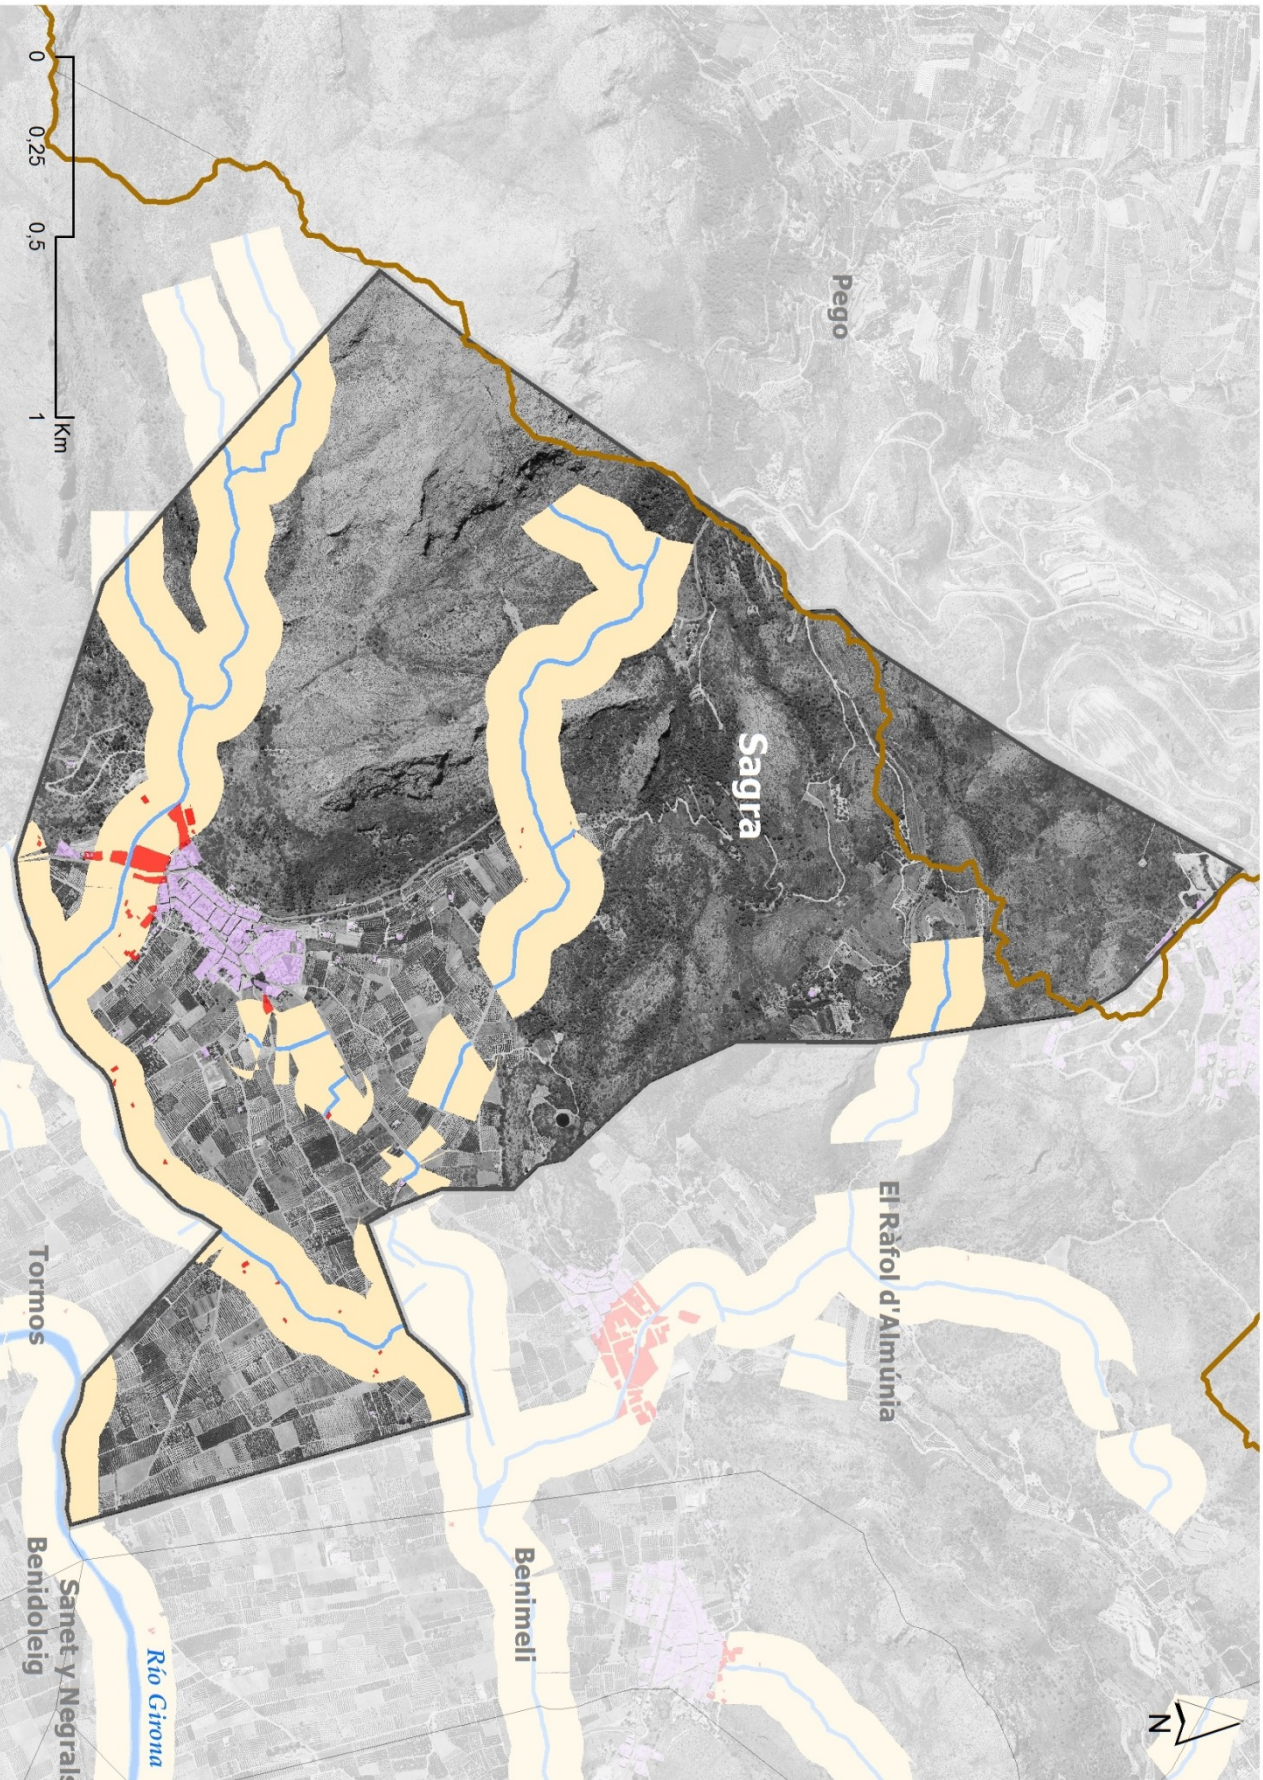 Pego
Sagra
El Ràfol d'Almúnia
Benimeli
Tormos
Benidoleig
Sanet y Negrals
Río Girona
0 0,25 0,5 1
Km
N